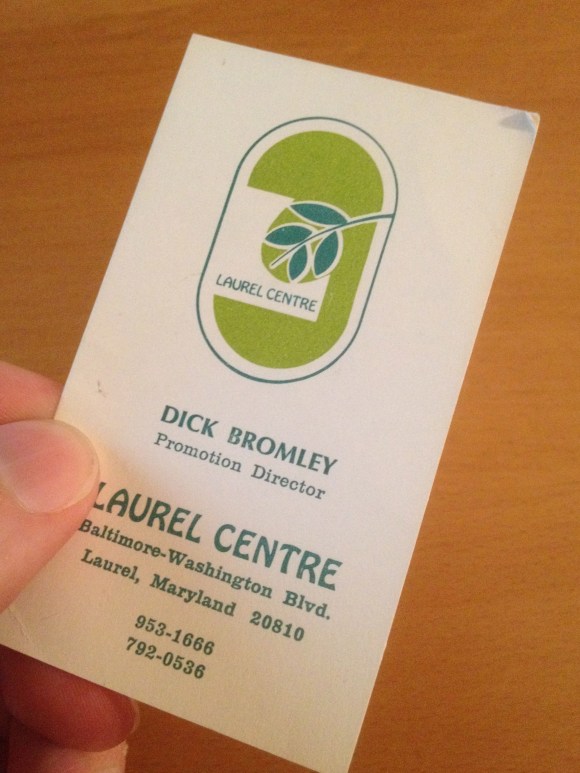 LAUREL CENTRE
DICK BROMLEY
Promotion Director
LAUREL CENTRE
Baltimore-Washington Blvd.
Laurel, Maryland 20810
953-1666
792-0536